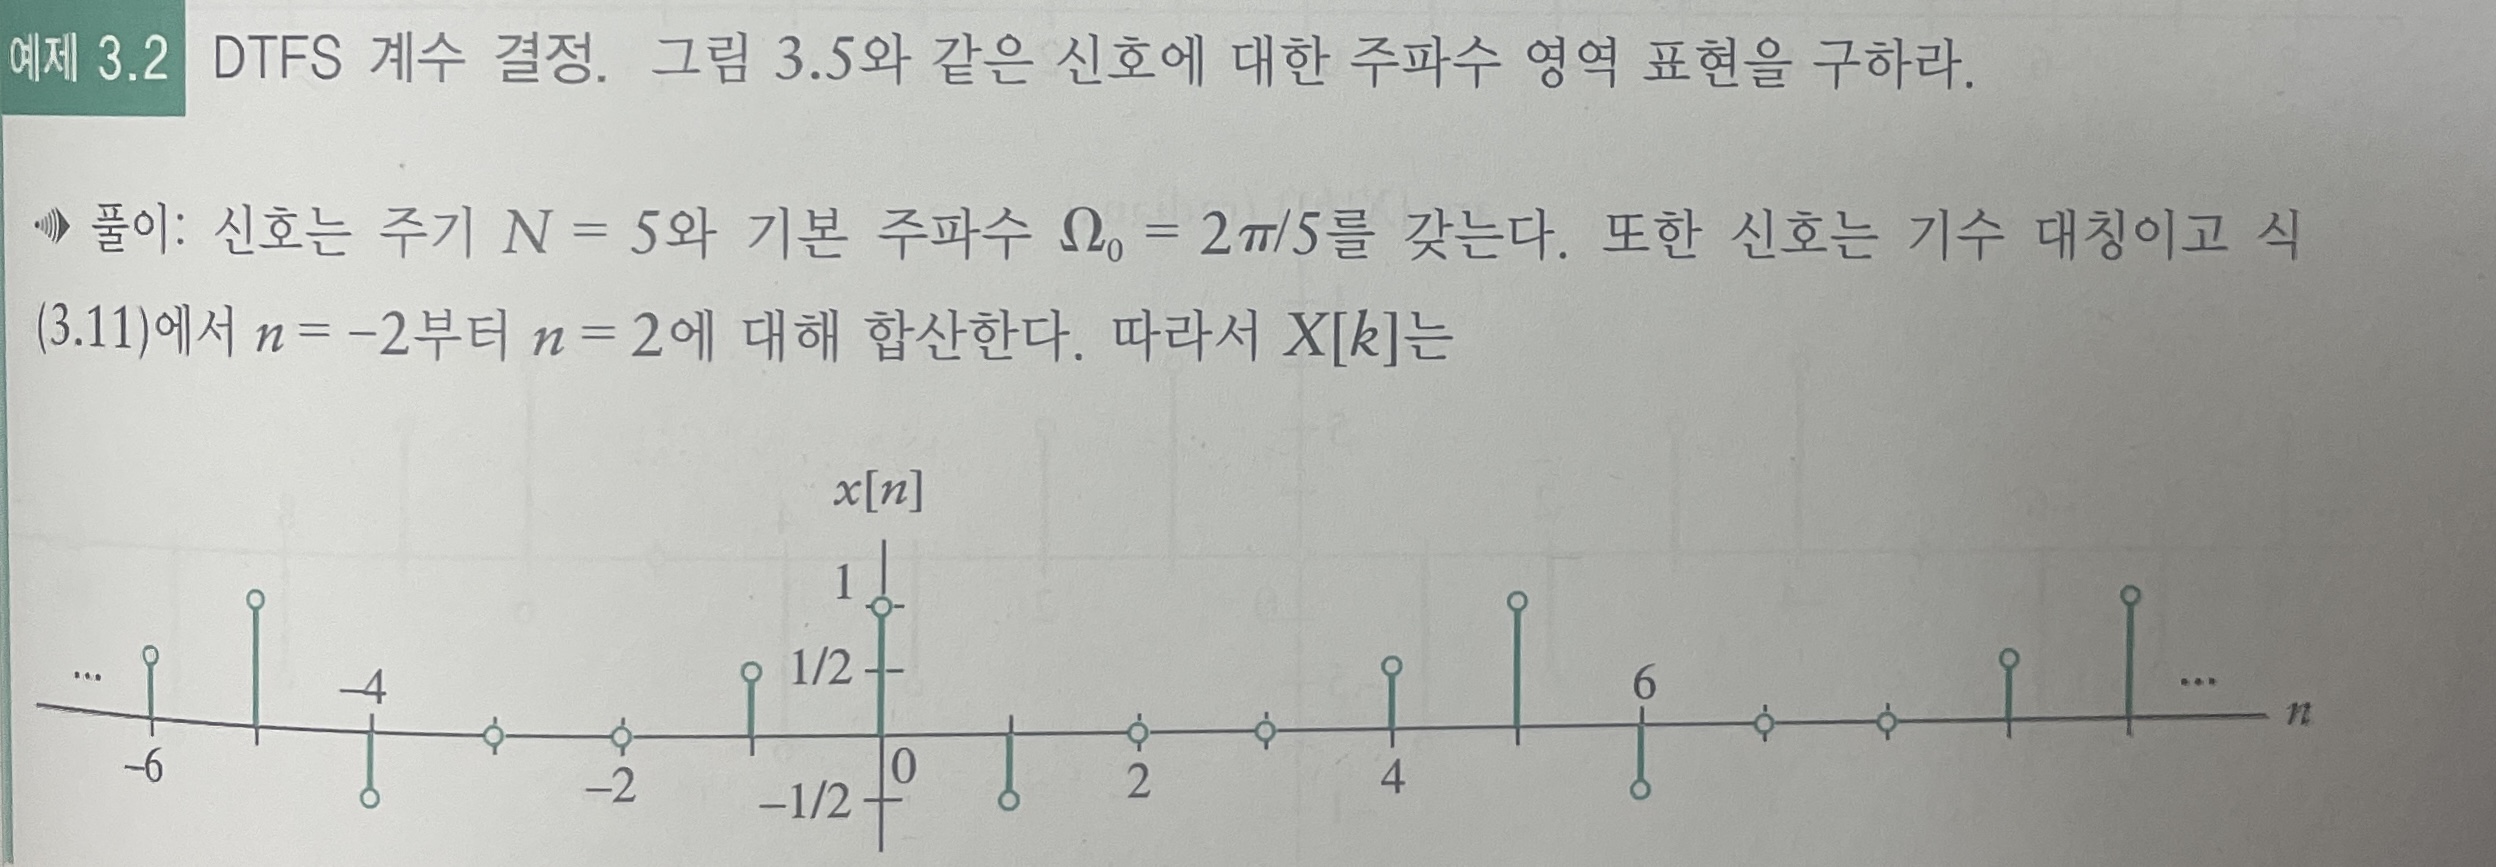 예제 3.2 DTFS 계수 결정. 그림 3.5와 같은 신호에 대한 주파수 영역 표현을 구하라.
풀이: 신호는 주기 N = 5와 기본 주파수 Ω₀ = 2π/5를 갖는다. 또한 신호는 기수 대칭이고 식
(3.11)에서 n = –2부터 n = 2에 대해 합산한다. 따라서 X[k]는
x[n]
1
1/2
... –4 6 ...
n
–6 –2 0 2 4
–1/2